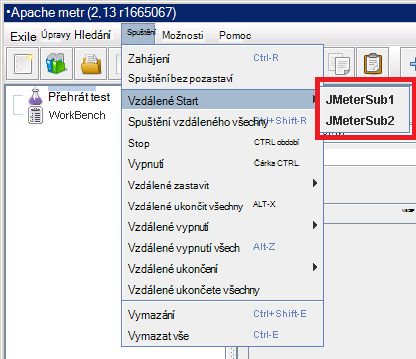 •Apache metr (2,13 r1665067)
Exile Úpravy Hledání Spuštění Možnosti Pomoc
Zahájení Ctrl-R
Spuštění bez pozastaví
Přehrát test
Vzdálené Start
JMeterSub1
WorkBench
Spuštění vzdáleného všechny Ctrl+Shift-R
JMeterSub2
Stop CTRL období
Vypnutí Čárka CTRL.
Vzdálené zastavit
Vzdálené ukončit všechny ALT-X
Vzdálené vypnutí
Vzdálené vypnutí všech Alt-Z
Vzdálené ukončení
Vzdálené ukončete všechny
Vymazání Ctrl+Shift-E
Vymazat vše Ctrl-E